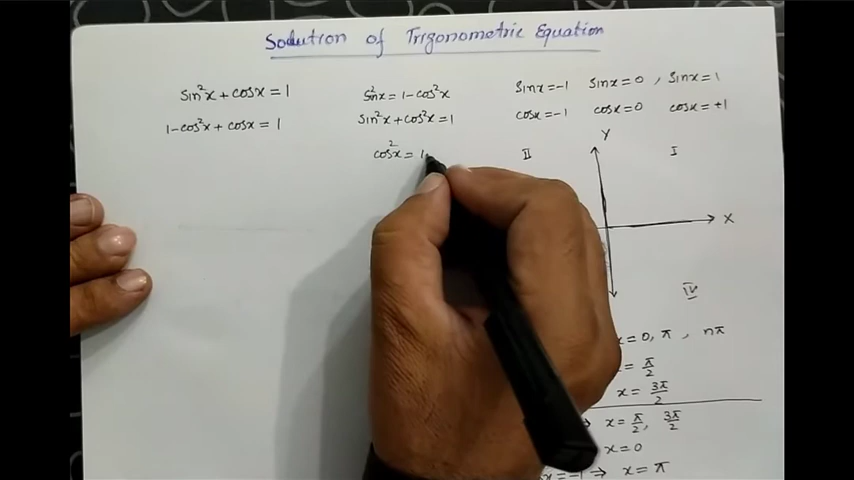 Solution of Trigonometric Equation
sin²x + cosx = 1
1-cos²x + cosx = 1
sin²x = 1-cos²x
sin²x + cos²x = 1
cos²x = 1
sinx = -1 sinx = 0 , sinx = 1
cosx = -1 cosx = 0 cosx = +1
Y
II I
X
IV
x = 0, π , nπ
= π/2
x = 3π/2
x = π/2, 3π/2
x = 0
x = -1 → x = π